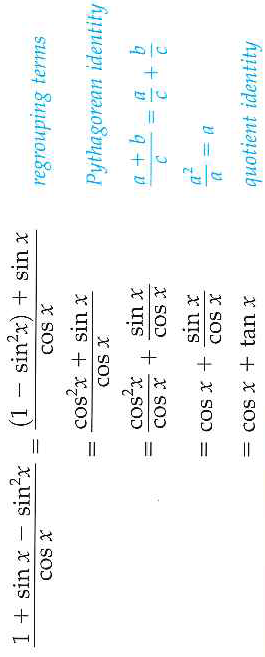 (1 + sin x − sin²x)/(cos x) = ((1 − sin²x) + sin x)/(cos x) regrouping terms
= (cos²x + sin x)/(cos x) Pythagorean identity
= (cos²x)/(cos x) + (sin x)/(cos x) (a + b)/c = a/c + b/c
= cos x + (sin x)/(cos x) a²/a = a
= cos x + tan x quotient identity